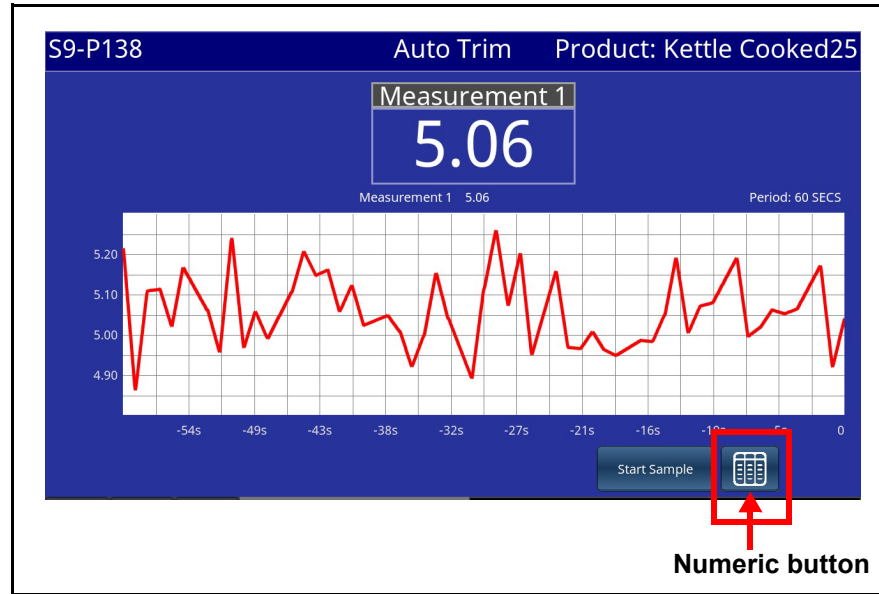 S9-P138 Auto Trim Product: Kettle Cooked25
Measurement 1
5.06
Measurement 1 5.06 Period: 60 SECS
5.20
5.10
5.00
4.90
-54s -49s -43s -38s -32s -27s -21s -16s -10s -5s 0
Start Sample
Numeric button